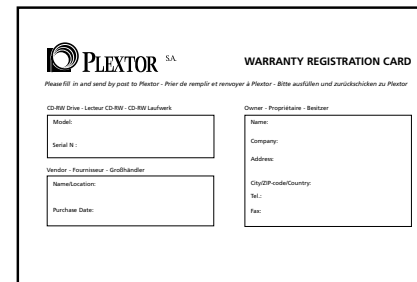 PLEXTOR S.A.
WARRANTY REGISTRATION CARD
Please fill in and send by post to Plextor - Prier de remplir et renvoyer à Plextor - Bitte ausfüllen und zurückschicken zu Plextor
CD-RW Drive - Lecteur CD-RW - CD-RW Laufwerk
Model:
Serial N :
Vendor - Fournisseur - Großhändler
Name/Location:
Purchase Date:
Owner - Propriétaire - Besitzer
Name:
Company:
Address:
City/ZIP-code/Country:
Tel.:
Fax: